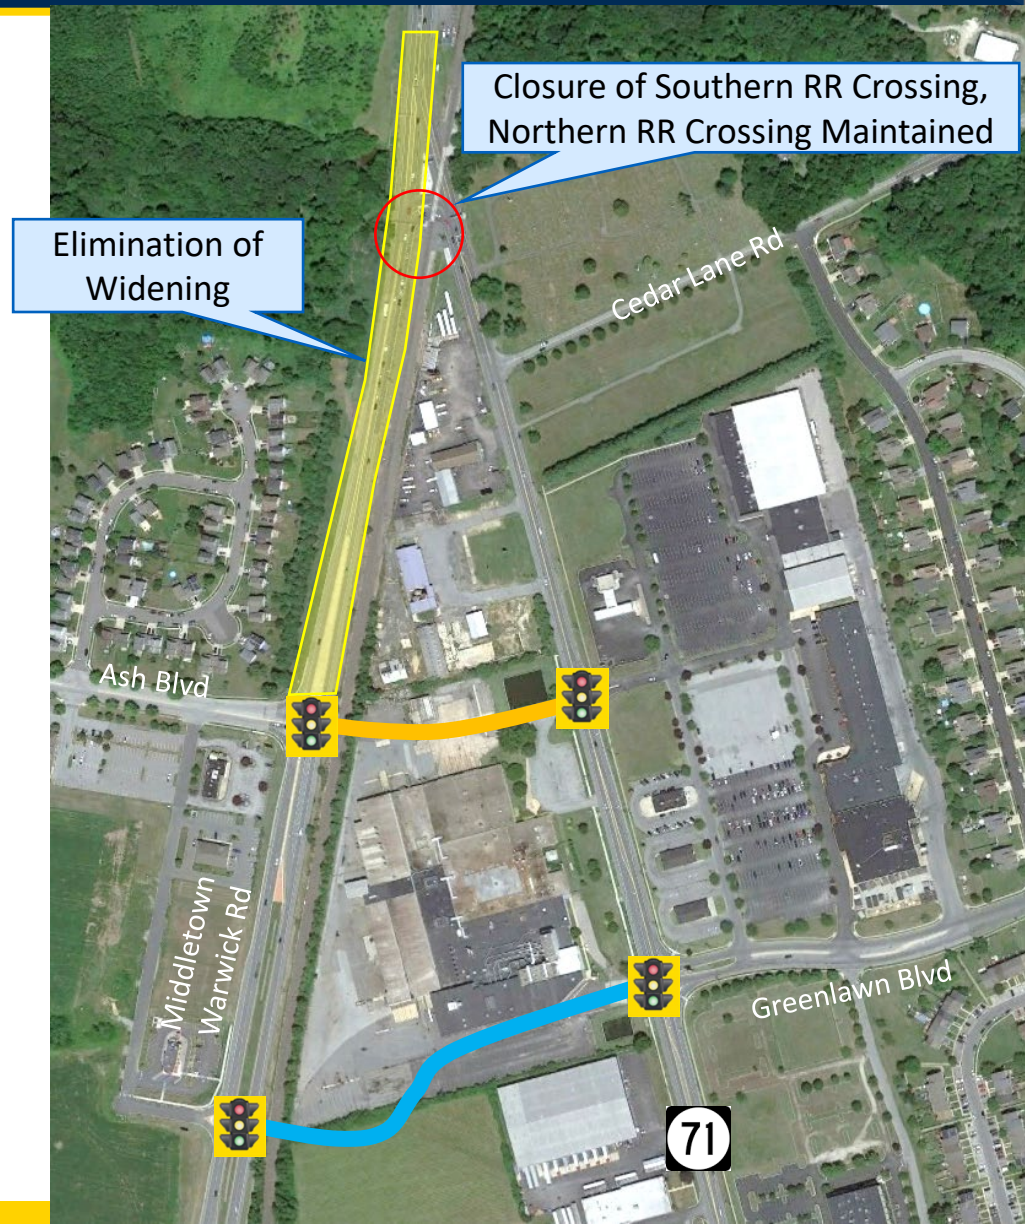 Closure of Southern RR Crossing,
Northern RR Crossing Maintained
Elimination of
Widening
Cedar Lane Rd
Ash Blvd
Middletown
Warwick Rd
Greenlawn Blvd
71